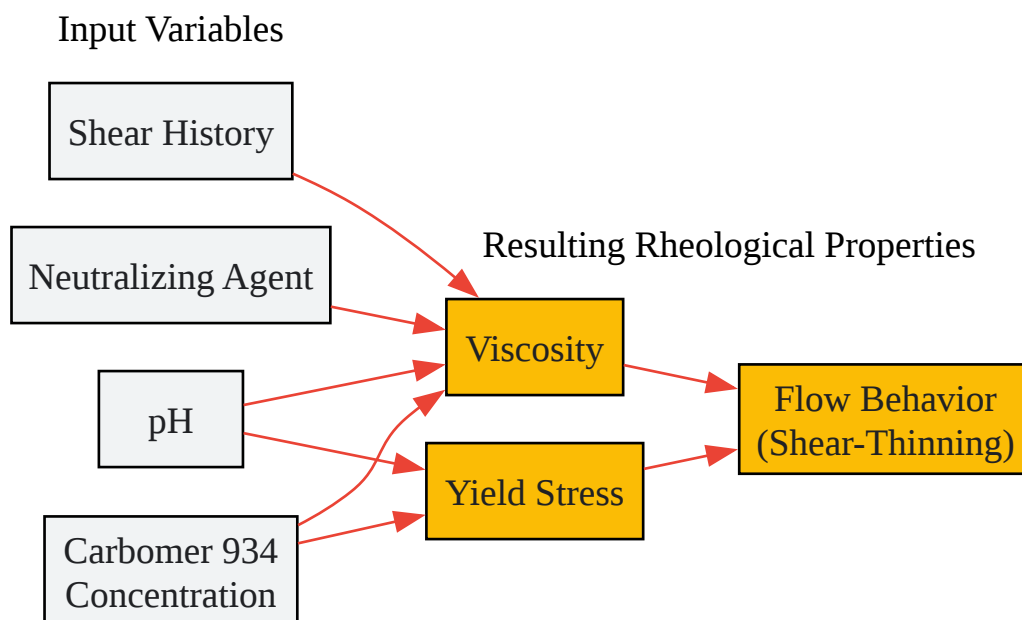 Input Variables
Shear History
Neutralizing Agent
Resulting Rheological Properties
Viscosity
pH
Flow Behavior
(Shear-Thinning)
Yield Stress
Carbomer 934
Concentration